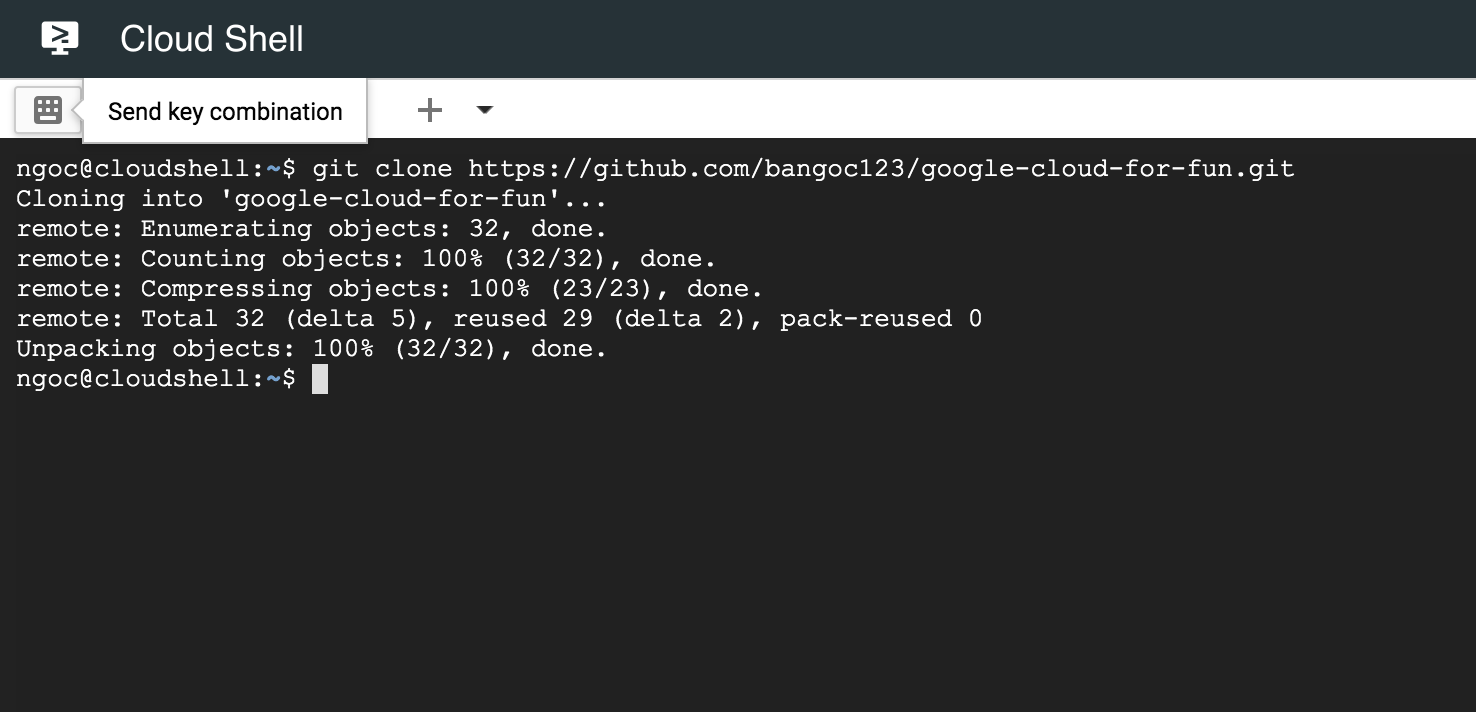 Cloud Shell
Send key combination
ngoc@cloudshell:~$ git clone https://github.com/bangoc123/google-cloud-for-fun.git
Cloning into 'google-cloud-for-fun'...
remote: Enumerating objects: 32, done.
remote: Counting objects: 100% (32/32), done.
remote: Compressing objects: 100% (23/23), done.
remote: Total 32 (delta 5), reused 29 (delta 2), pack-reused 0
Unpacking objects: 100% (32/32), done.
ngoc@cloudshell:~$